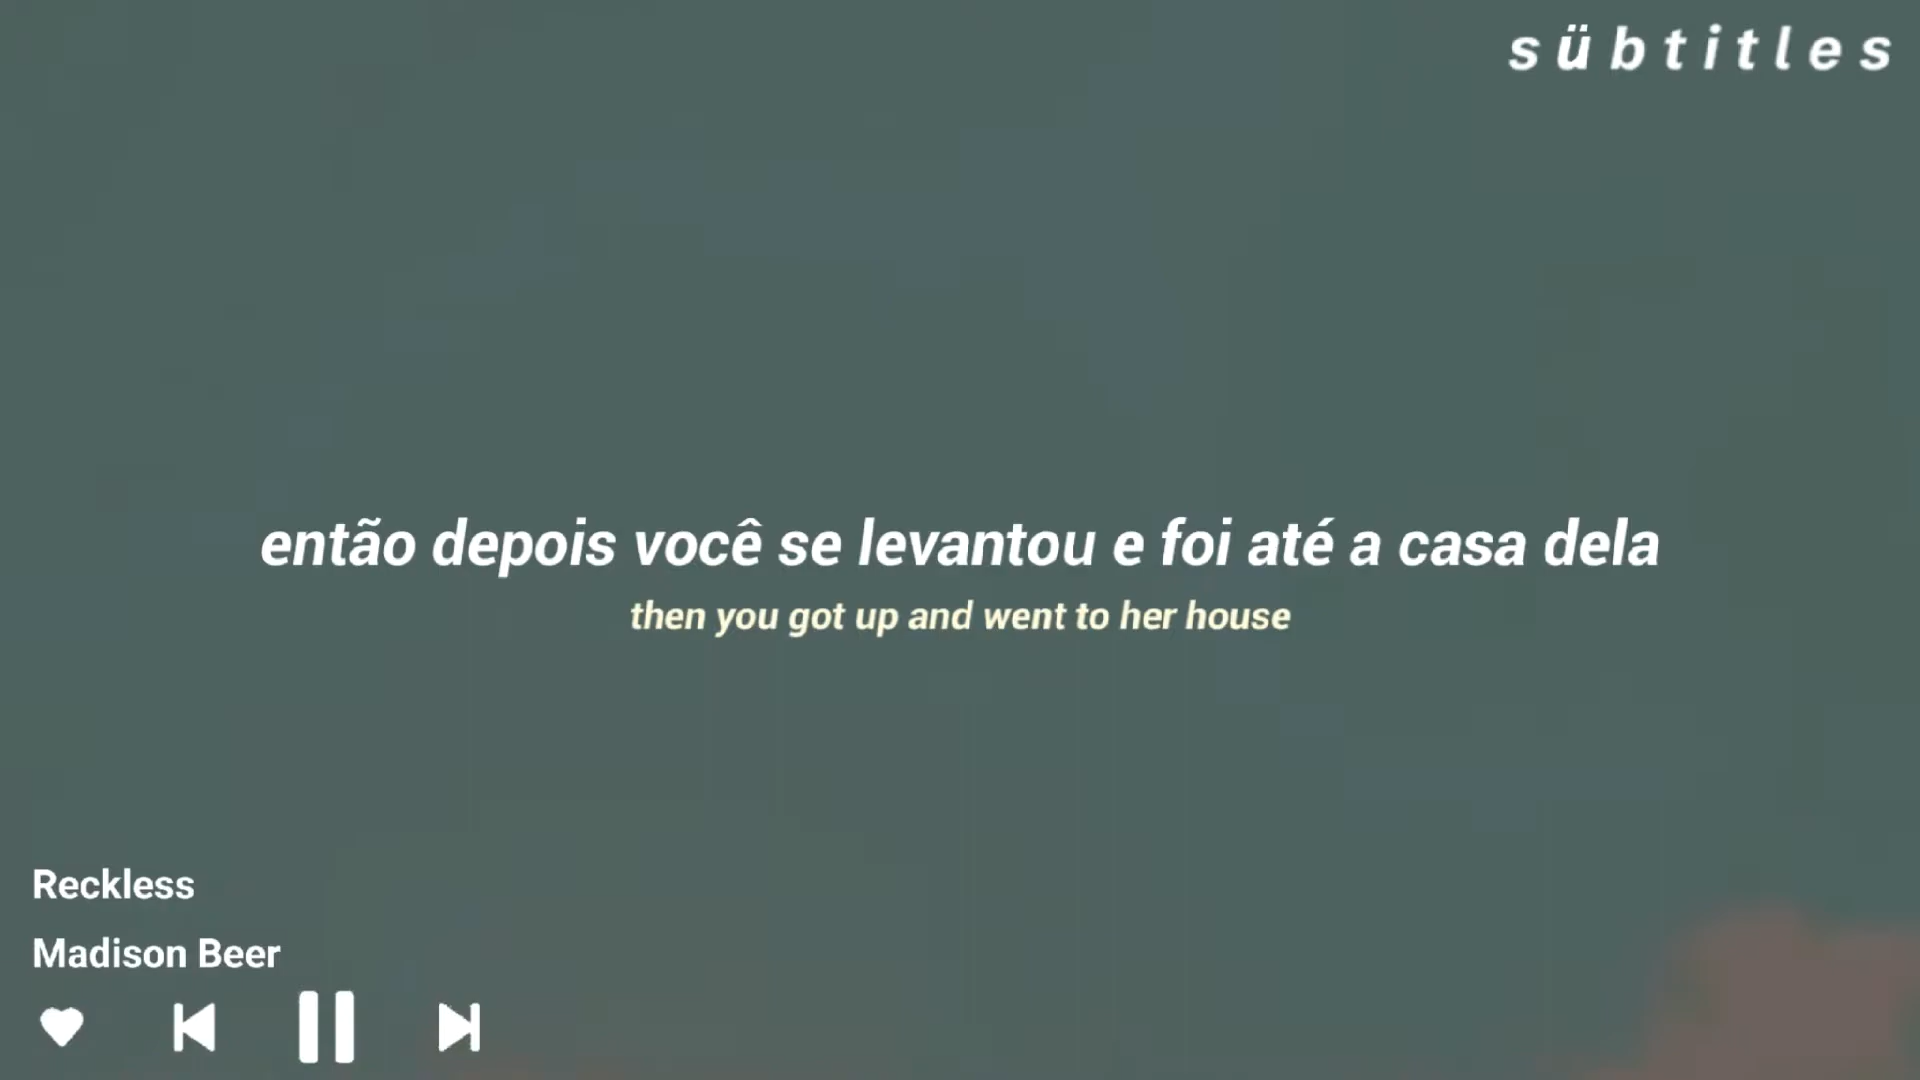 sübtitles
então depois você se levantou e foi até a casa dela
then you got up and went to her house
Reckless
Madison Beer